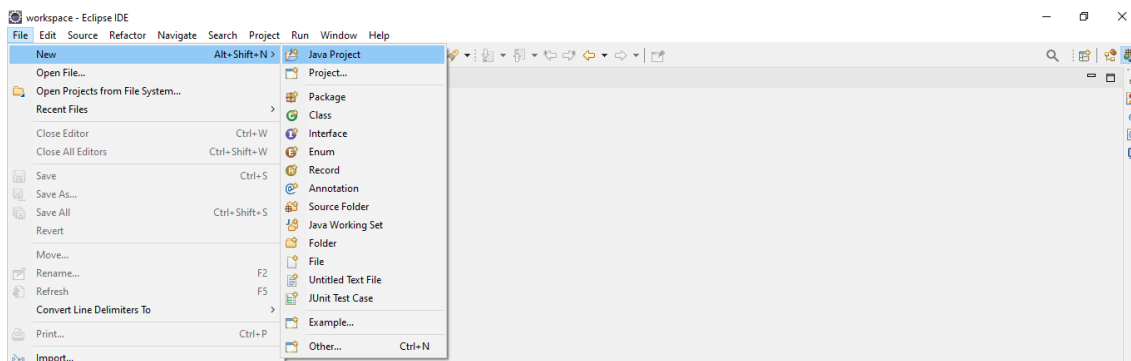 workspace - Eclipse IDE
File Edit Source Refactor Navigate Search Project Run Window Help
New Alt+Shift+N >
Open File...
Open Projects from File System...
Recent Files >
Close Editor Ctrl+W
Close All Editors Ctrl+Shift+W
Save Ctrl+S
Save As...
Save All Ctrl+Shift+S
Revert
Move...
Rename... F2
Refresh F5
Convert Line Delimiters To >
Print... Ctrl+P
Import...
Java Project
Project...
Package
Class
Interface
Enum
Record
Annotation
Source Folder
Java Working Set
Folder
File
Untitled Text File
JUnit Test Case
Example...
Other... Ctrl+N